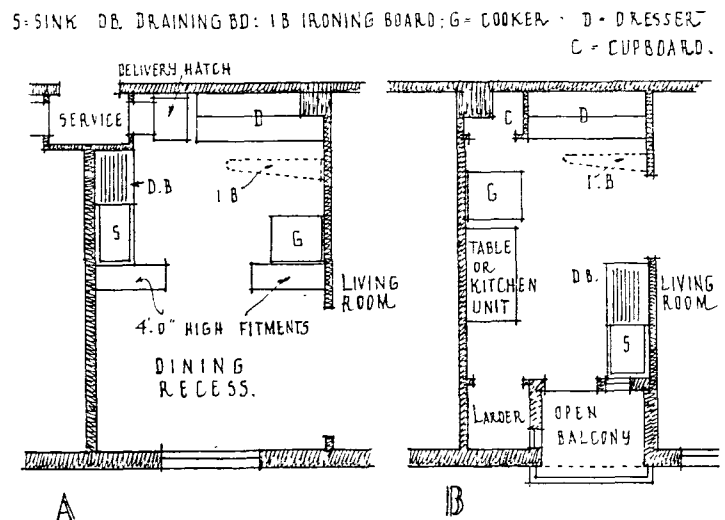 S=SINK DB. DRAINING BD: IB IRONING BOARD: G= COOKER · D= DRESSER
C = CUPBOARD.
DELIVERY HATCH
SERVICE
D
D.B
I B
S
G
LIVING
ROOM
4'.0" HIGH FITMENTS
DINING
RECESS.
A
C
D
I.B
G
TABLE
OR
KITCHEN
UNIT
D.B.
LIVING
ROOM
S
LARDER
OPEN
BALCONY
B